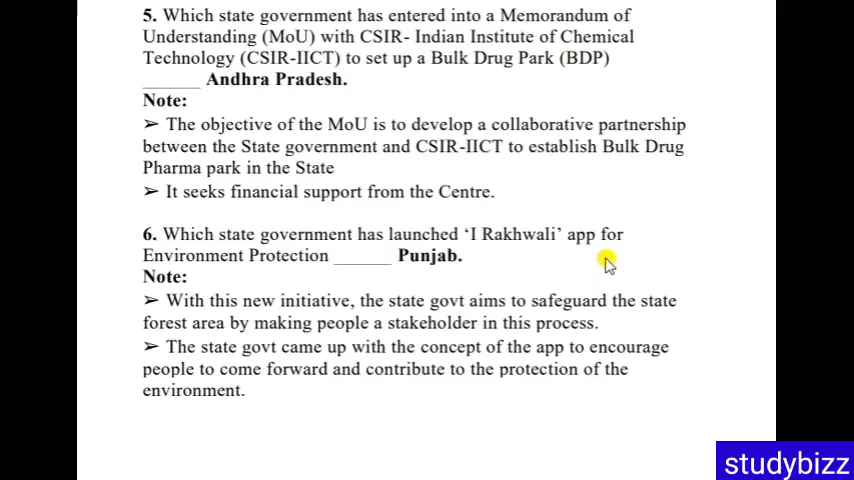 5. Which state government has entered into a Memorandum of
Understanding (MoU) with CSIR- Indian Institute of Chemical
Technology (CSIR-IICT) to set up a Bulk Drug Park (BDP)
______ Andhra Pradesh.
Note:
➢ The objective of the MoU is to develop a collaborative partnership
between the State government and CSIR-IICT to establish Bulk Drug
Pharma park in the State
➢ It seeks financial support from the Centre.
6. Which state government has launched ‘I Rakhwali’ app for
Environment Protection ______ Punjab.
Note:
➢ With this new initiative, the state govt aims to safeguard the state
forest area by making people a stakeholder in this process.
➢ The state govt came up with the concept of the app to encourage
people to come forward and contribute to the protection of the
environment.
studybizz